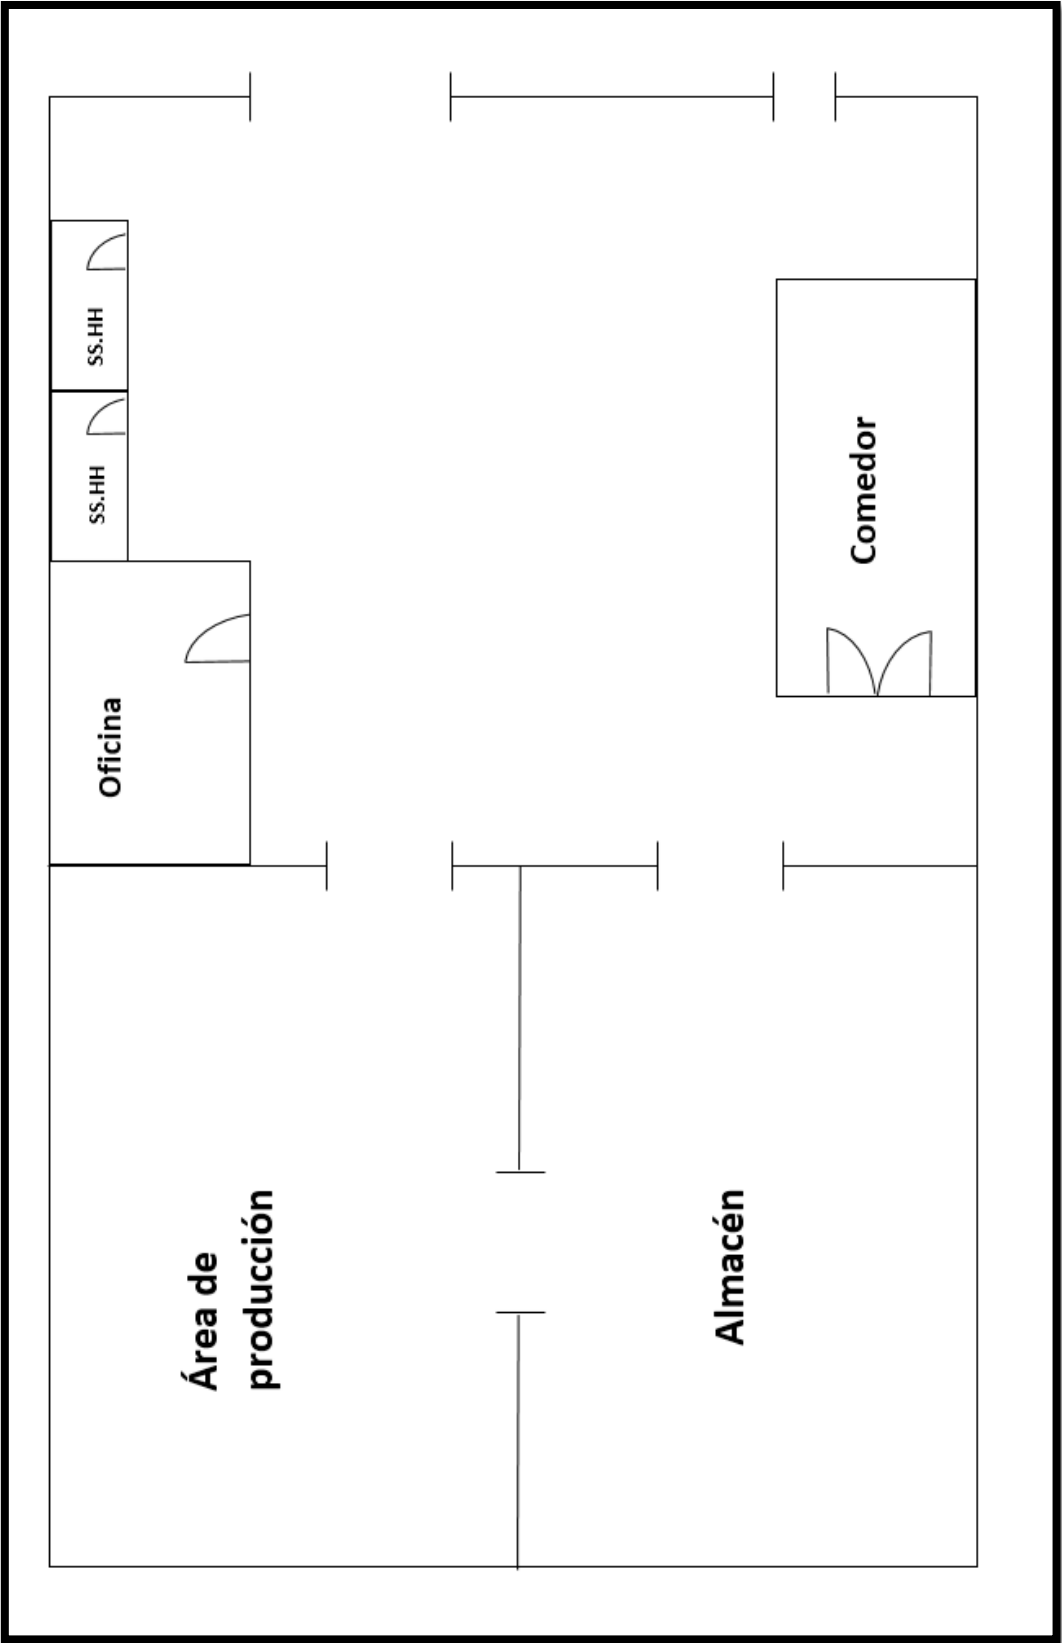 SS.HH
SS.HH
Oficina
Comedor
Área de
producción
Almacén